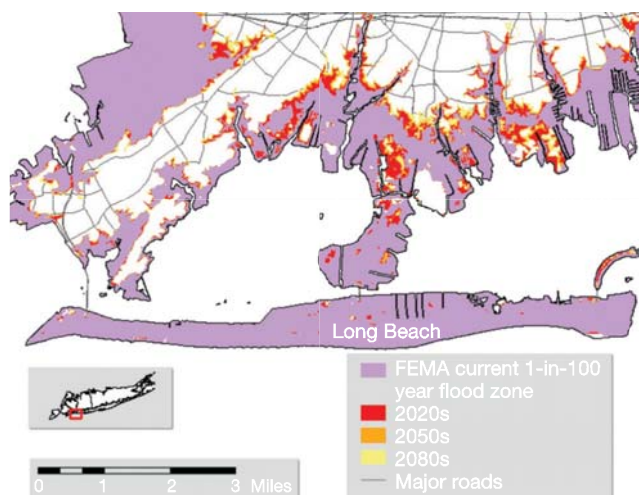 Long Beach
FEMA current 1-in-100
year flood zone
2020s
2050s
2080s
Major roads
0 1 2 3 Miles